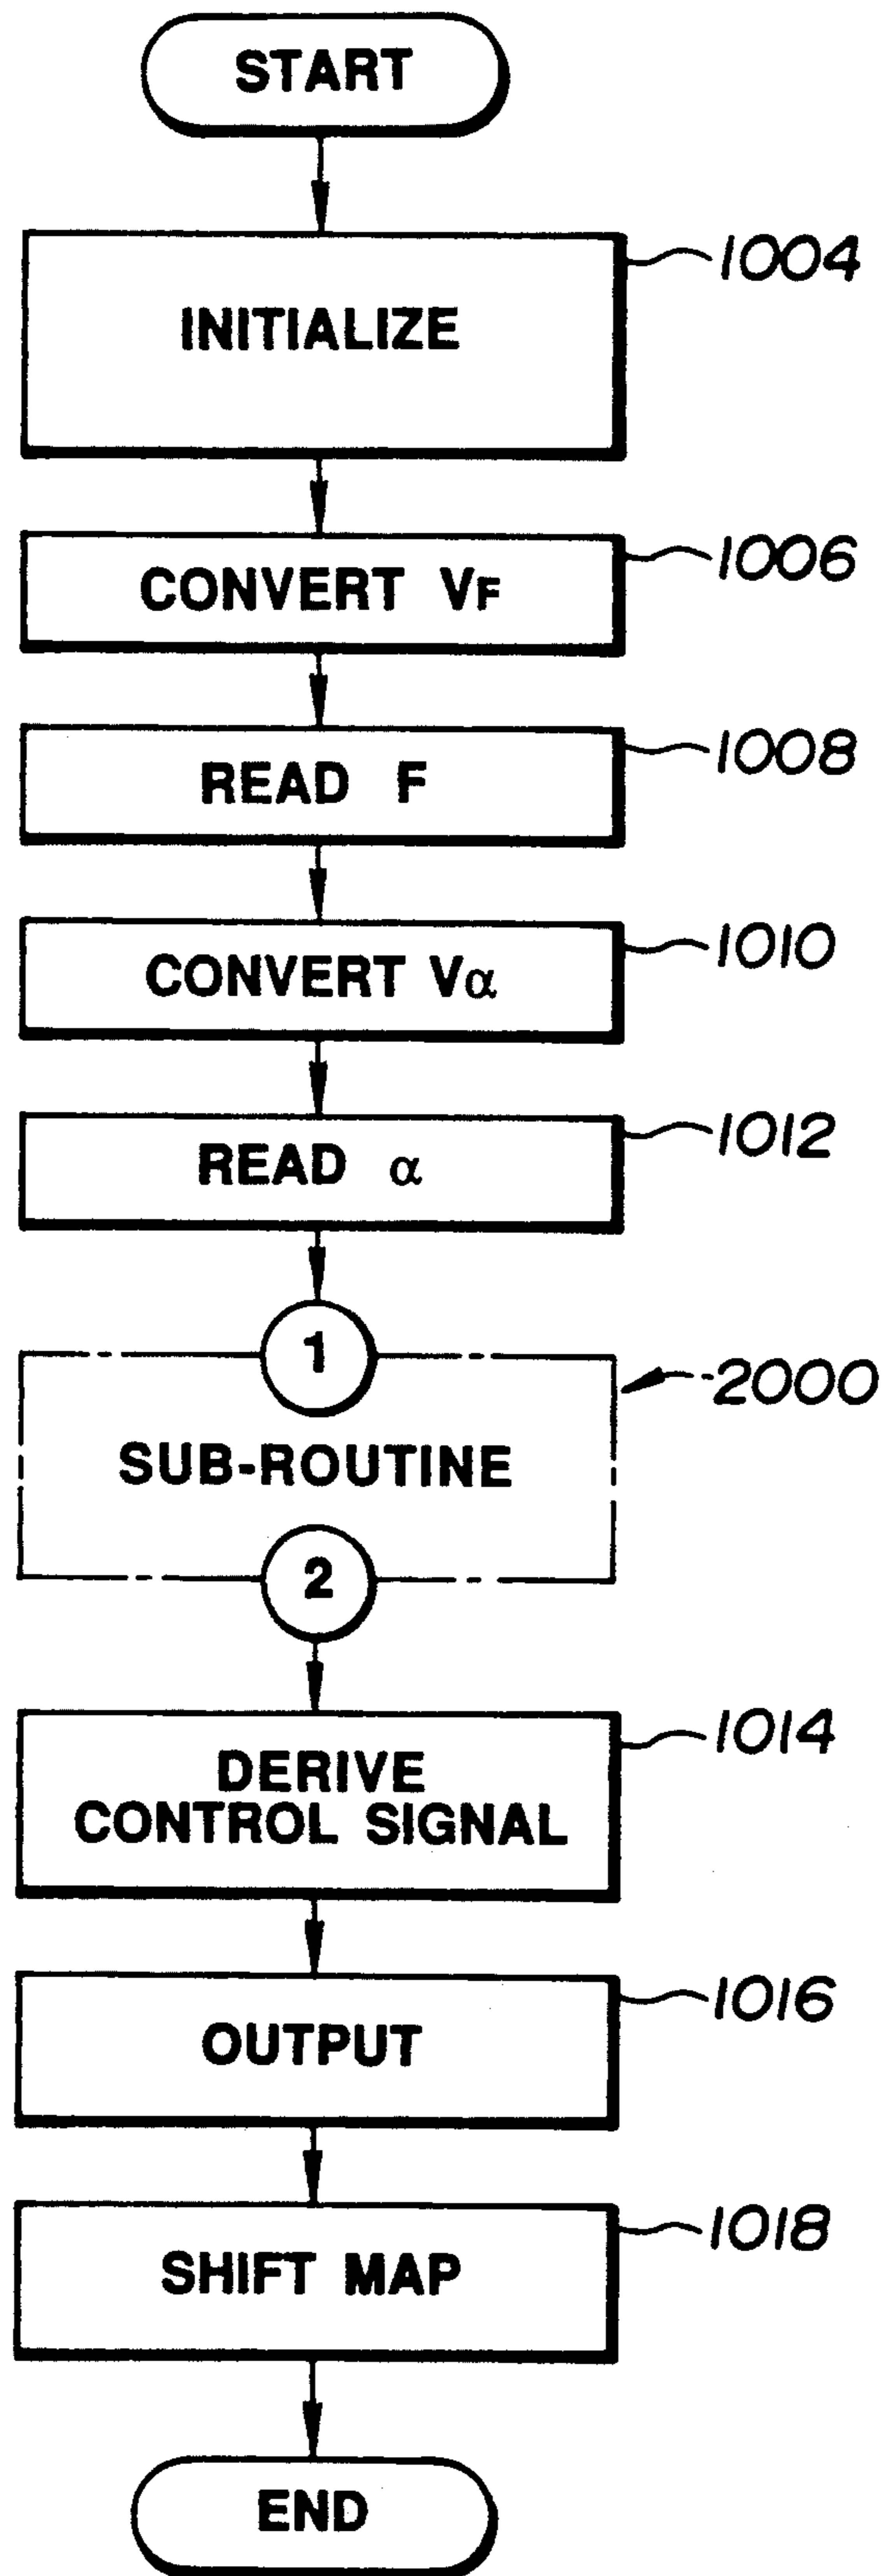 START
INITIALIZE
1004
CONVERT VF
1006
READ F
1008
CONVERT Vα
1010
READ α
1012
1
2000
SUB-ROUTINE
2
DERIVE
CONTROL SIGNAL
1014
OUTPUT
1016
SHIFT MAP
1018
END